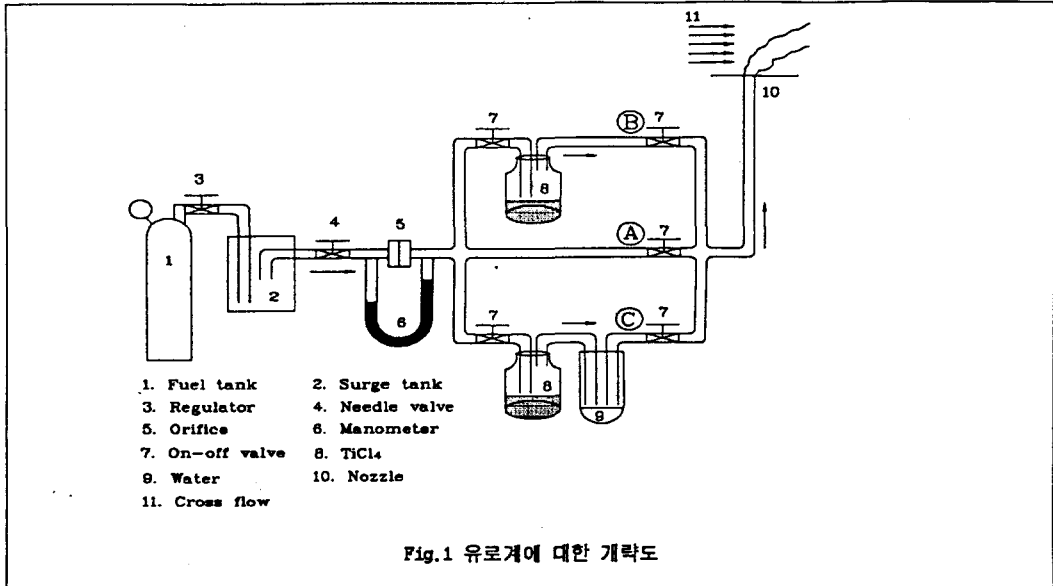 11
10
7
B
7
8
3
4
5
A
7
1
2
6
7
C
7
8
9
1. Fuel tank 2. Surge tank
3. Regulator 4. Needle valve
5. Orifice 6. Manometer
7. On-off valve 8. TiCl₄
9. Water 10. Nozzle
11. Cross flow
Fig.1 유로계에 대한 개략도